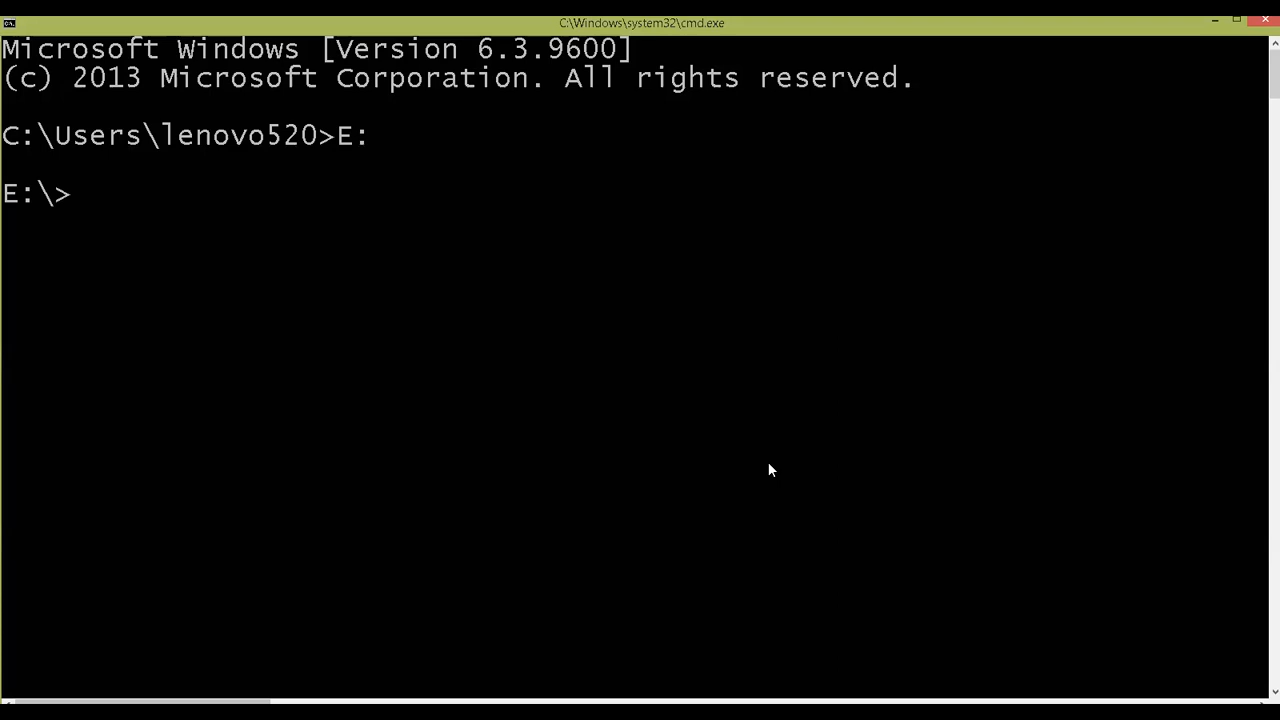 C:\Windows\system32\cmd.exe
Microsoft Windows [Version 6.3.9600]
(c) 2013 Microsoft Corporation. All rights reserved.
C:\Users\lenovo520>E:
E:\>